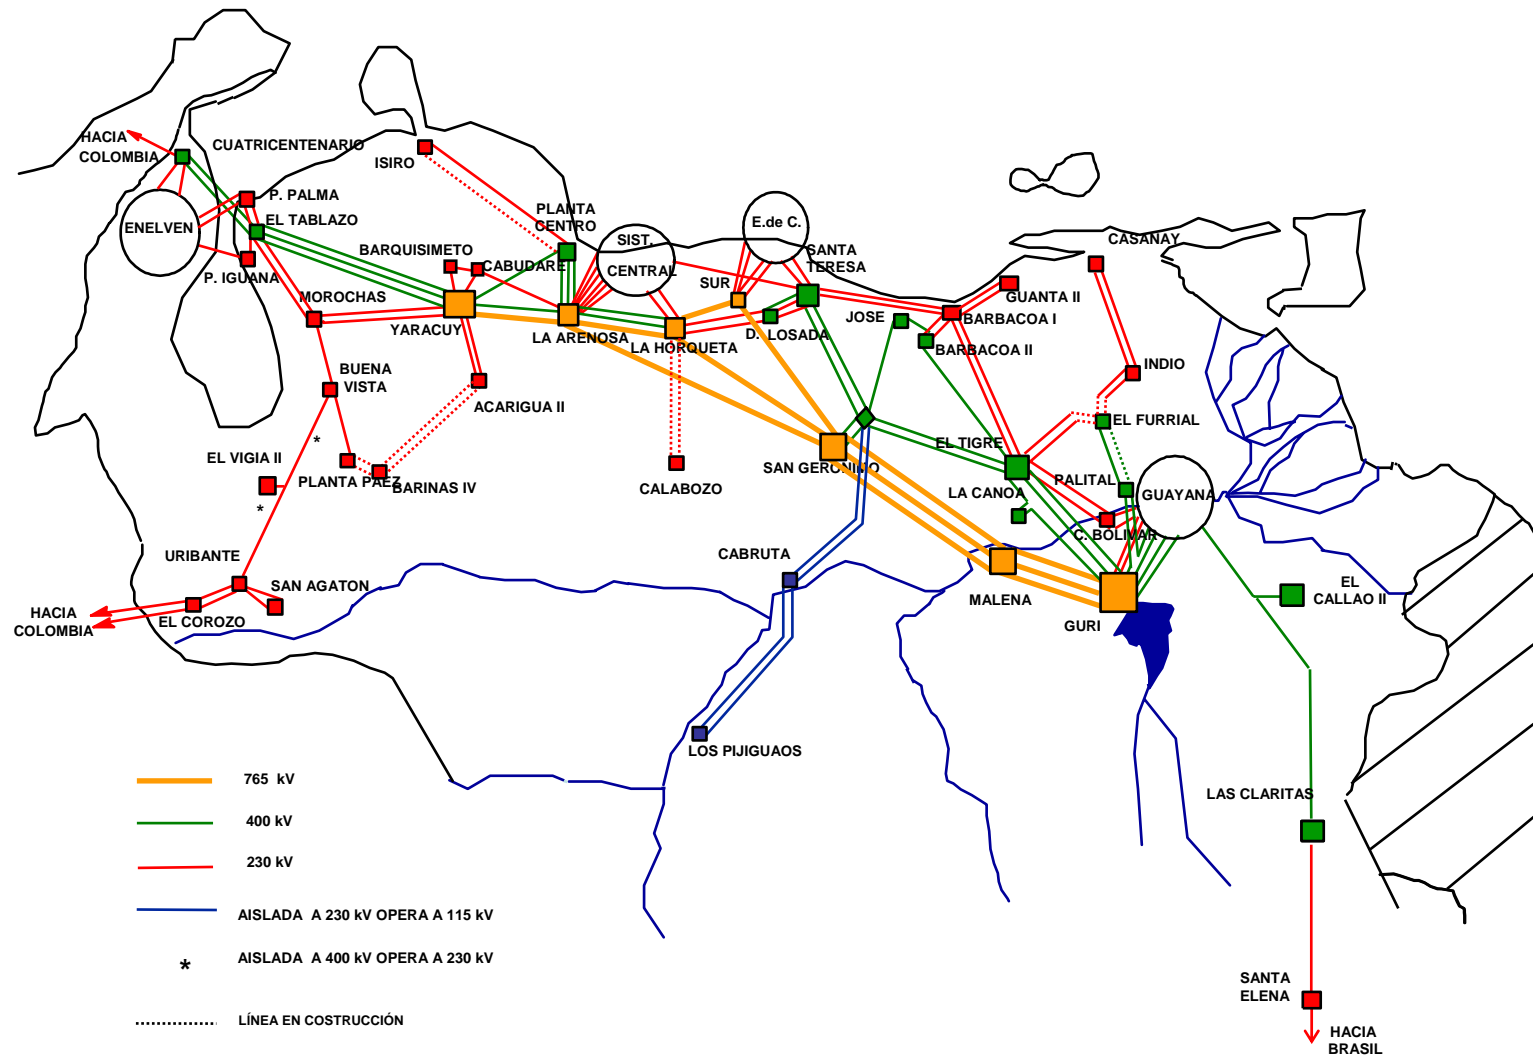 HACIA
COLOMBIA
CUATRICENTENARIO
ISIRO
P. PALMA
ENELVEN
EL TABLAZO
P. IGUANA
MOROCHAS
BARQUISIMETO
CABUDARE
YARACUY
PLANTA
CENTRO
SIST.
CENTRAL
LA ARENOSA
LA HORQUETA
E.de C.
SUR
SANTA
TERESA
D. LOSADA
JOSE
BARBACOA I
BARBACOA II
GUANTA II
CASANAY
INDIO
EL FURRIAL
EL TIGRE
PALITAL
LA CANOA
GUAYANA
C. BOLIVAR
SAN GERONIMO
BUENA
VISTA
ACARIGUA II
EL VIGIA II
*
*
PLANTA PAEZ
BARINAS IV
CALABOZO
URIBANTE
SAN AGATON
HACIA
COLOMBIA
EL COROZO
CABRUTA
MALENA
GURI
EL
CALLAO II
LOS PIJIGUAOS
LAS CLARITAS
SANTA
ELENA
HACIA
BRASIL
765 kV
400 kV
230 kV
AISLADA A 230 kV OPERA A 115 kV
* AISLADA A 400 kV OPERA A 230 kV
LÍNEA EN COSTRUCCIÓN